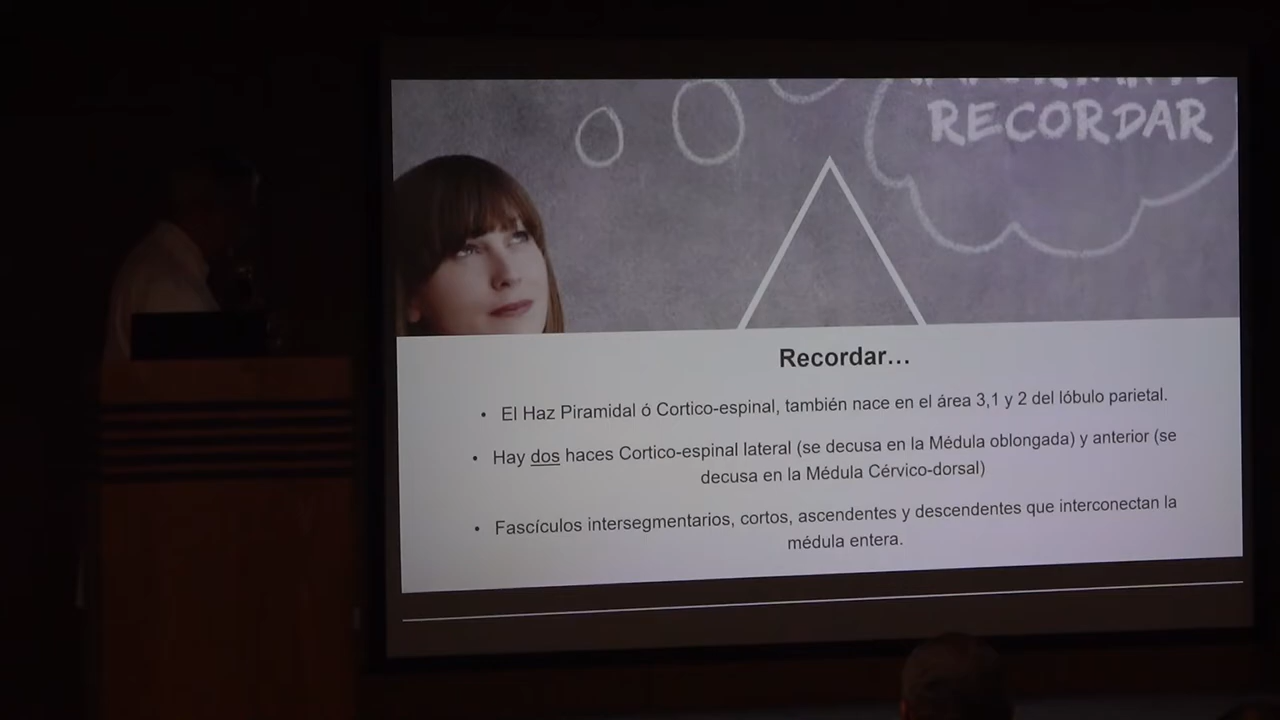 RECORDAR
Recordar...
• El Haz Piramidal ó Cortico-espinal, también nace en el área 3,1 y 2 del lóbulo parietal.
• Hay dos haces Cortico-espinal lateral (se decusa en la Médula oblongada) y anterior (se
decusa en la Médula Cérvico-dorsal)
• Fascículos intersegmentarios, cortos, ascendentes y descendentes que interconectan la
médula entera.